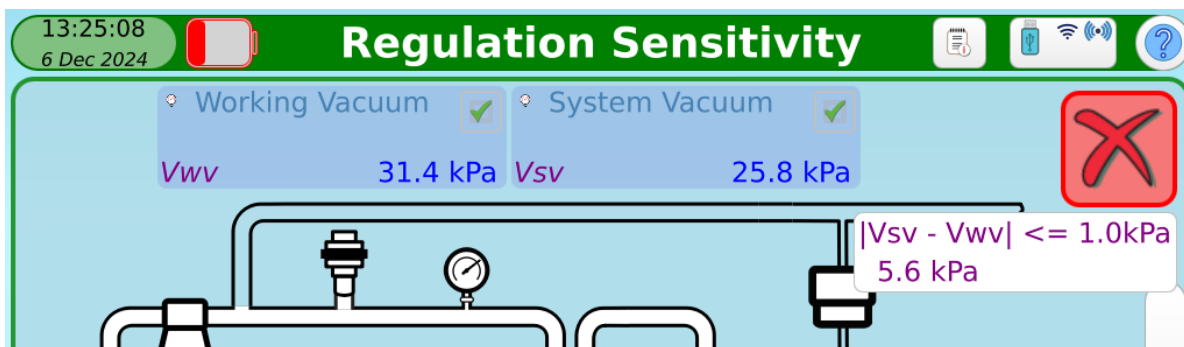 13:25:08
6 Dec 2024
Regulation Sensitivity
?
Working Vacuum
System Vacuum
Vwv 31.4 kPa
Vsv 25.8 kPa
|Vsv - Vwv| <= 1.0kPa
5.6 kPa